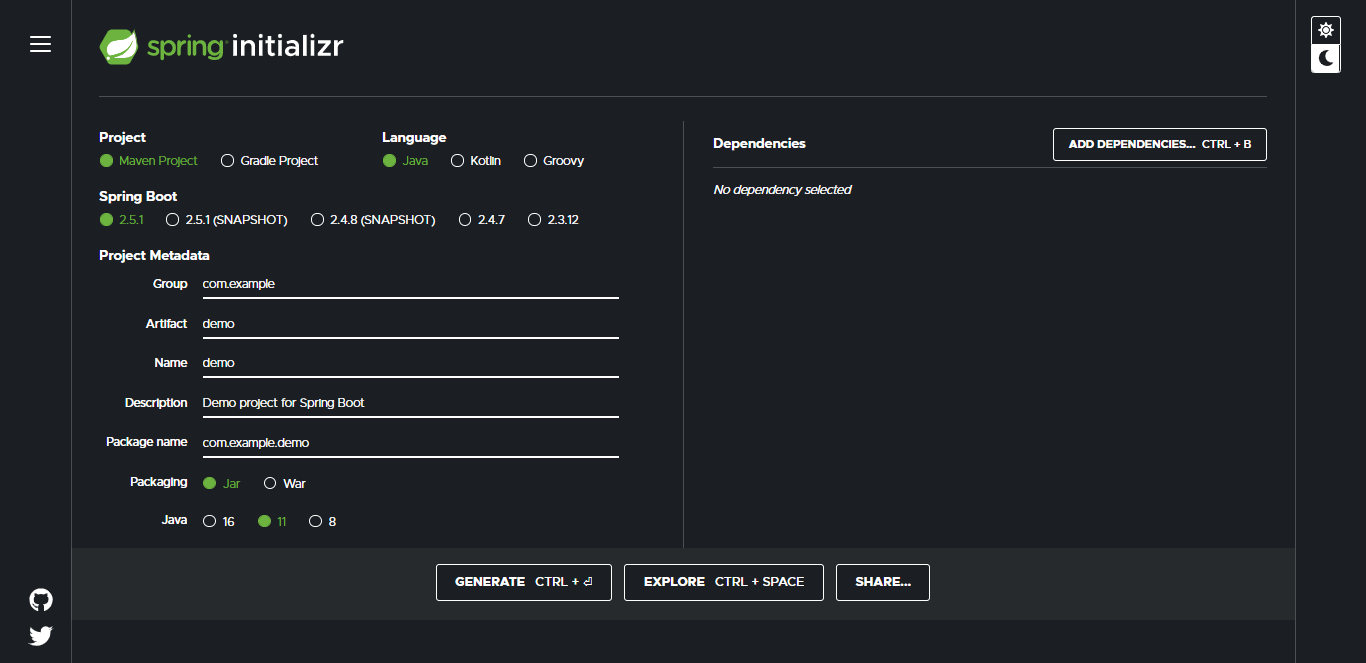 spring initializr
Project
Maven Project Gradle Project
Language
Java Kotlin Groovy
Spring Boot
2.5.1 2.5.1 (SNAPSHOT) 2.4.8 (SNAPSHOT) 2.4.7 2.3.12
Project Metadata
Group com.example
Artifact demo
Name demo
Description Demo project for Spring Boot
Package name com.example.demo
Packaging Jar War
Java 16 11 8
Dependencies
ADD DEPENDENCIES... CTRL + B
No dependency selected
GENERATE CTRL + ⏎
EXPLORE CTRL + SPACE
SHARE...